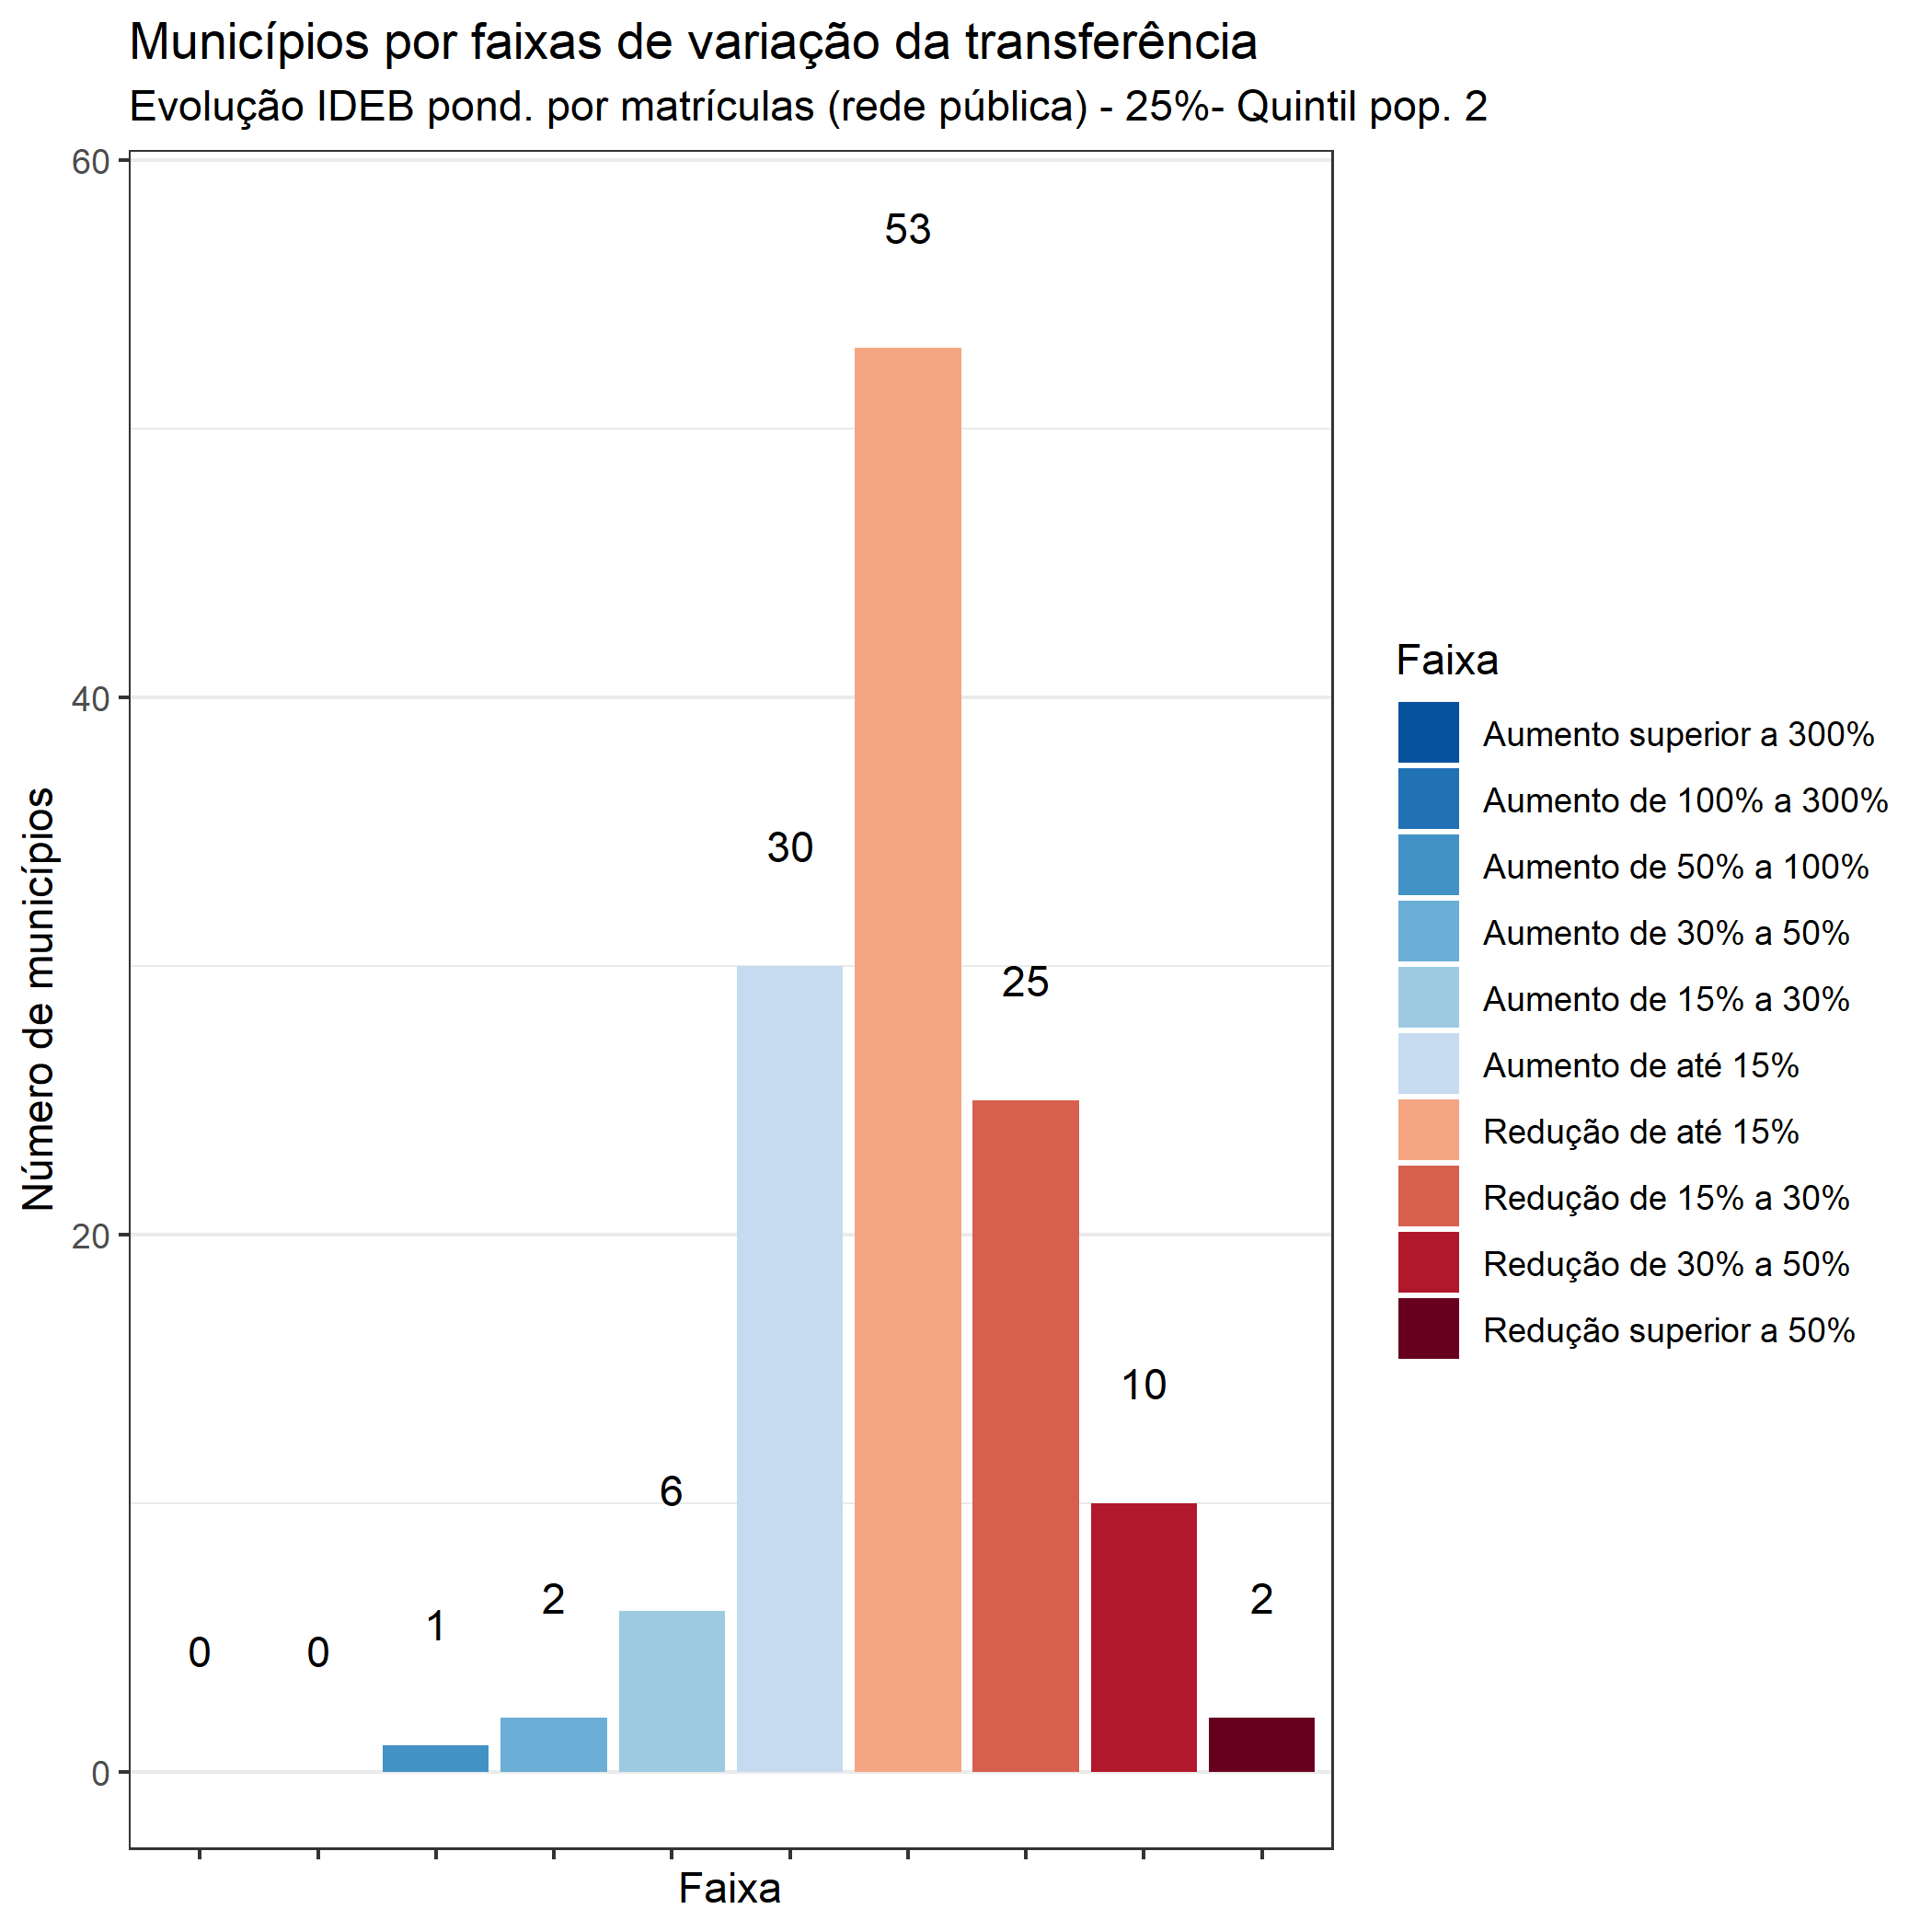 Municípios por faixas de variação da transferência
Evolução IDEB pond. por matrículas (rede pública) - 25%- Quintil pop. 2
60
40
20
0
Número de municípios
0
0
1
2
6
30
53
25
10
2
Faixa
Faixa
Aumento superior a 300%
Aumento de 100% a 300%
Aumento de 50% a 100%
Aumento de 30% a 50%
Aumento de 15% a 30%
Aumento de até 15%
Redução de até 15%
Redução de 15% a 30%
Redução de 30% a 50%
Redução superior a 50%